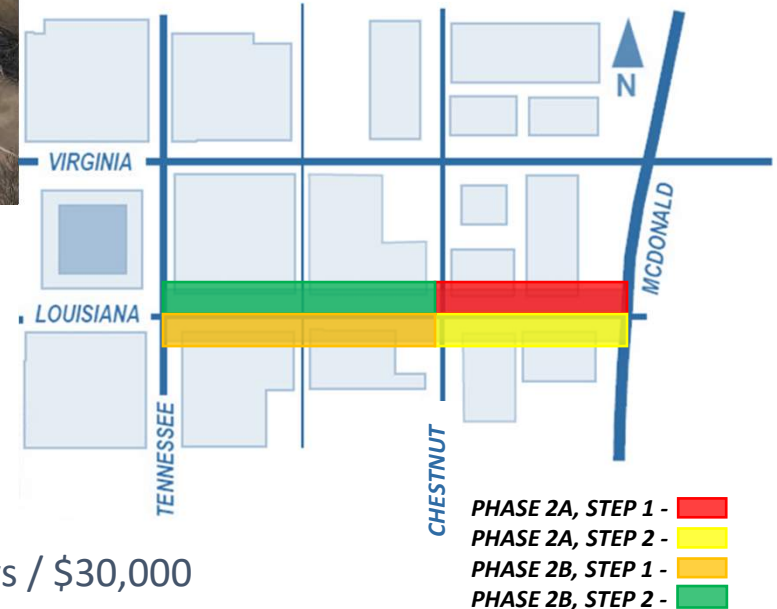 N
VIRGINIA
MCDONALD
LOUISIANA
TENNESSEE
CHESTNUT
PHASE 2A, STEP 1 -
PHASE 2A, STEP 2 -
PHASE 2B, STEP 1 -
/ $30,000
PHASE 2B, STEP 2 -